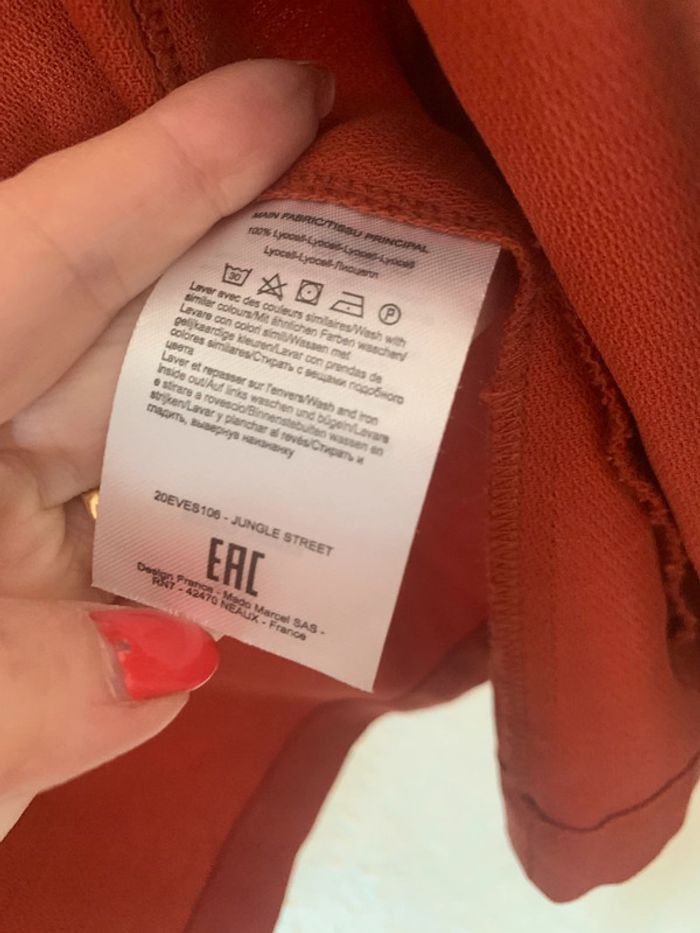 MAIN FABRIC/TISSU PRINCIPAL
100% Lyocell-Lyocell-Lyocell-Lyocell
Lyocell-Lyocell-Лиоцелл
30 P
Laver avec des couleurs similaires/Wash with
similar colours/Mit ähnlichen Farben waschen/
Lavare con colori simili/Wassen met
gelijkaardige kleuren/Lavar con prendas de
colores similares/Стирать с вещами подобного
цвета
Laver et repasser sur l'envers/Wash and iron
inside out/Auf links waschen und bügeln/Lavare
e stirare a rovescio/Binnenstebuiten wassen en
strijken/Lavar y planchar al revés/Стирать и
гладить, вывернув наизнанку
20EVES106 - JUNGLE STREET
EAC
Design France - Mado Marcel SAS -
RN7 - 42470 NEAUX - France